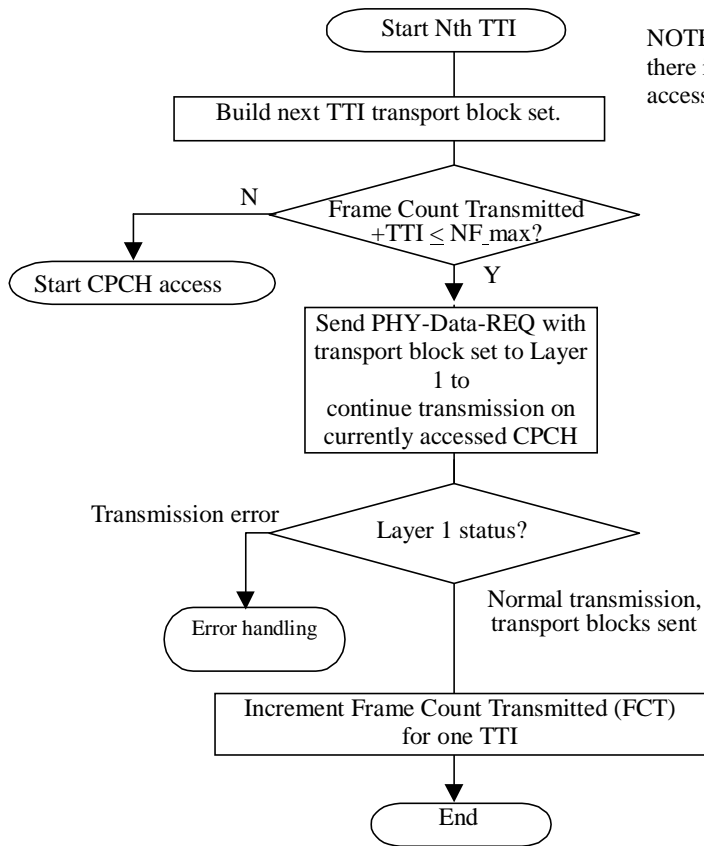 Start Nth TTI
NOTE
there
access
Build next TTI transport block set.
N
Frame Count Transmitted
+TTI ≤ NF_max?
Start CPCH access
Y
Send PHY-Data-REQ with
transport block set to Layer
1 to
continue transmission on
currently accessed CPCH
Transmission error
Layer 1 status?
Error handling
Normal transmission,
transport blocks sent
Increment Frame Count Transmitted (FCT)
for one TTI
End